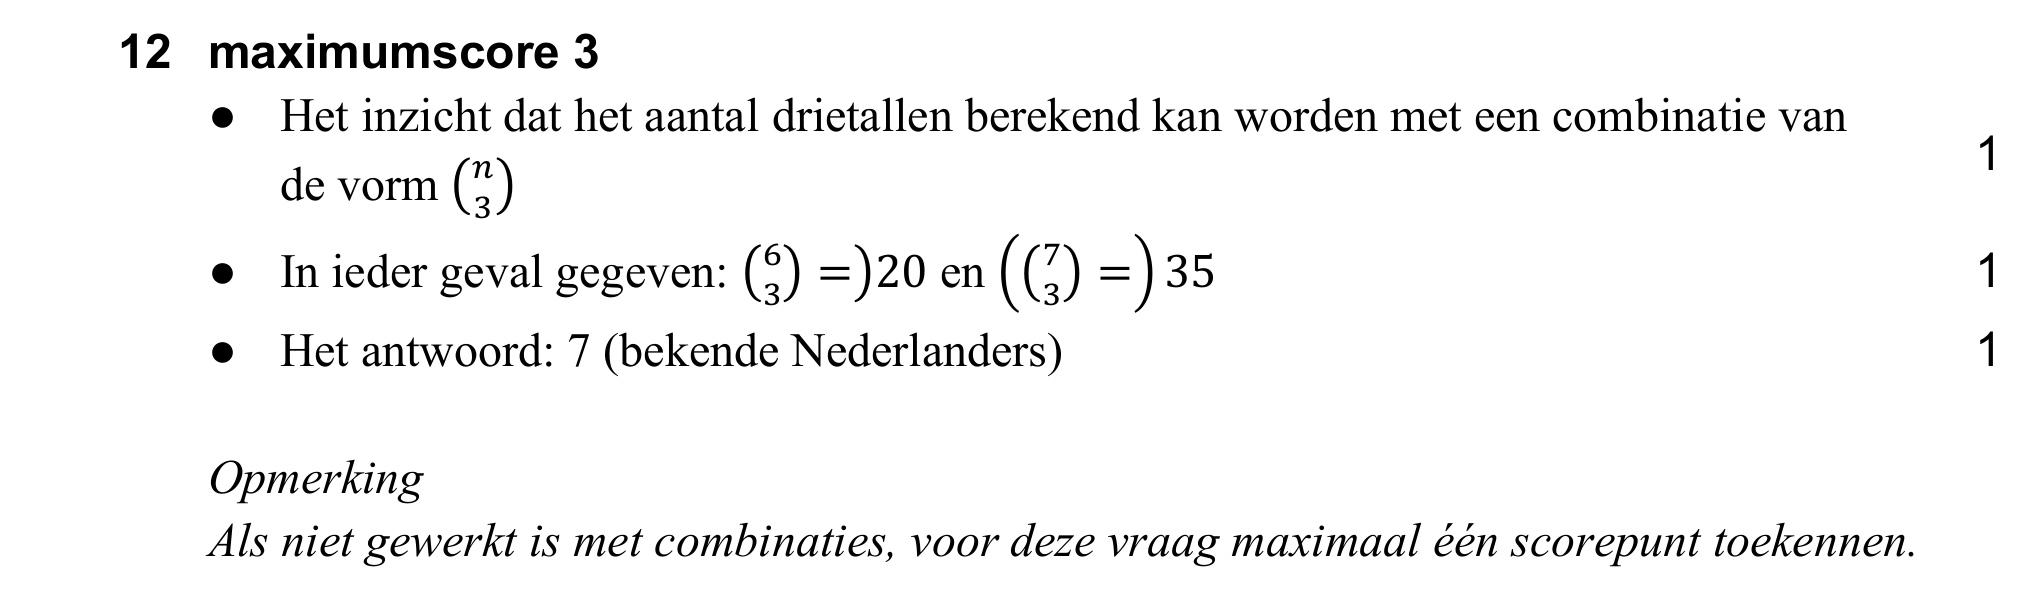 12 maximumscore 3
● Het inzicht dat het aantal drietallen berekend kan worden met een combinatie van
de vorm (n 3) 1
● In ieder geval gegeven: (6 3) =)20 en ((7 3) =) 35 1
● Het antwoord: 7 (bekende Nederlanders) 1
Opmerking
Als niet gewerkt is met combinaties, voor deze vraag maximaal één scorepunt toekennen.